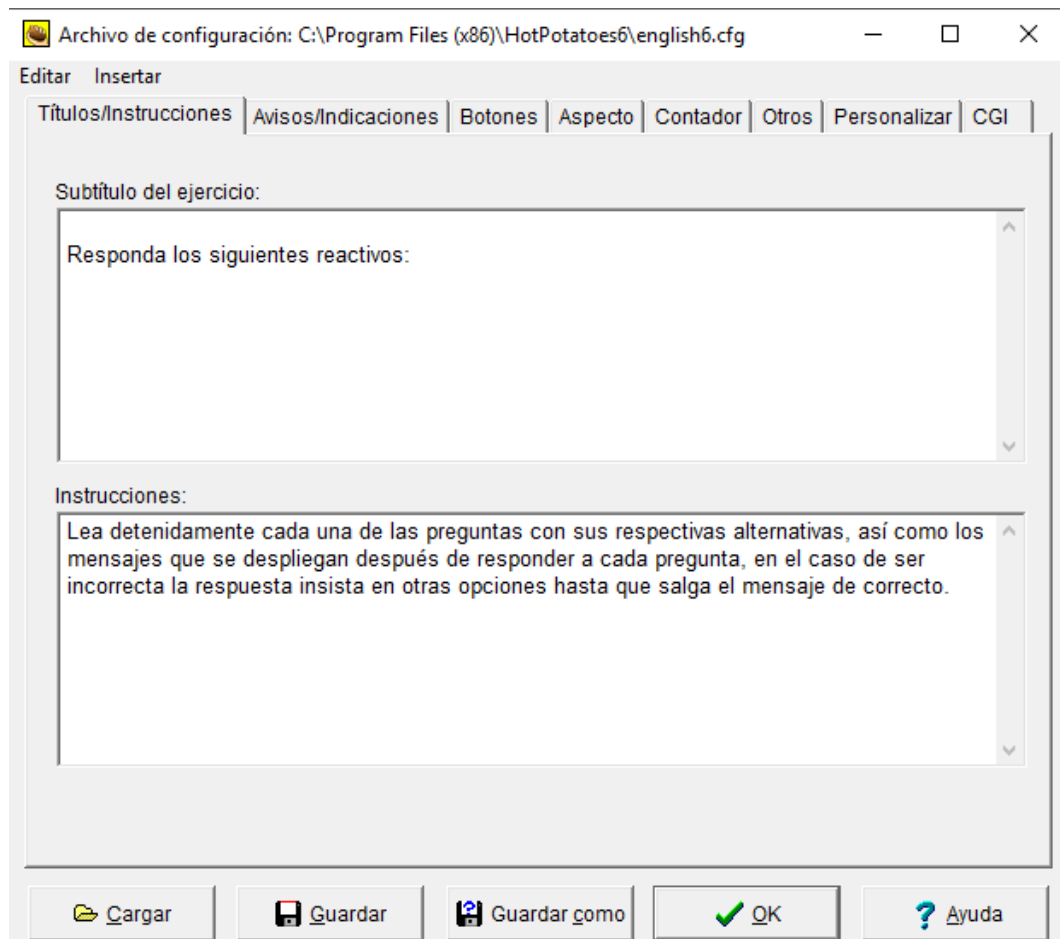 Archivo de configuración: C:\Program Files (x86)\HotPotatoes6\english6.cfg
Editar Insertar
Títulos/Instrucciones Avisos/Indicaciones Botones Aspecto Contador Otros Personalizar CGI
Subtítulo del ejercicio:
Responda los siguientes reactivos:
Instrucciones:
Lea detenidamente cada una de las preguntas con sus respectivas alternativas, así como los
mensajes que se despliegan después de responder a cada pregunta, en el caso de ser
incorrecta la respuesta insista en otras opciones hasta que salga el mensaje de correcto.
Cargar Guardar Guardar como OK Ayuda